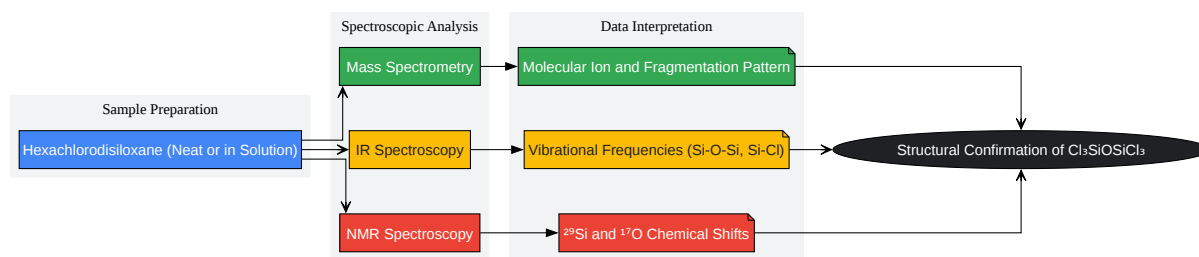 Spectroscopic Analysis
Data Interpretation
Mass Spectrometry
Molecular Ion and Fragmentation Pattern
Sample Preparation
Hexachlorodisiloxane (Neat or in Solution)
IR Spectroscopy
Vibrational Frequencies (Si-O-Si, Si-Cl)
Structural Confirmation of Cl₃SiOSiCl₃
NMR Spectroscopy
²⁹Si and ¹⁷O Chemical Shifts